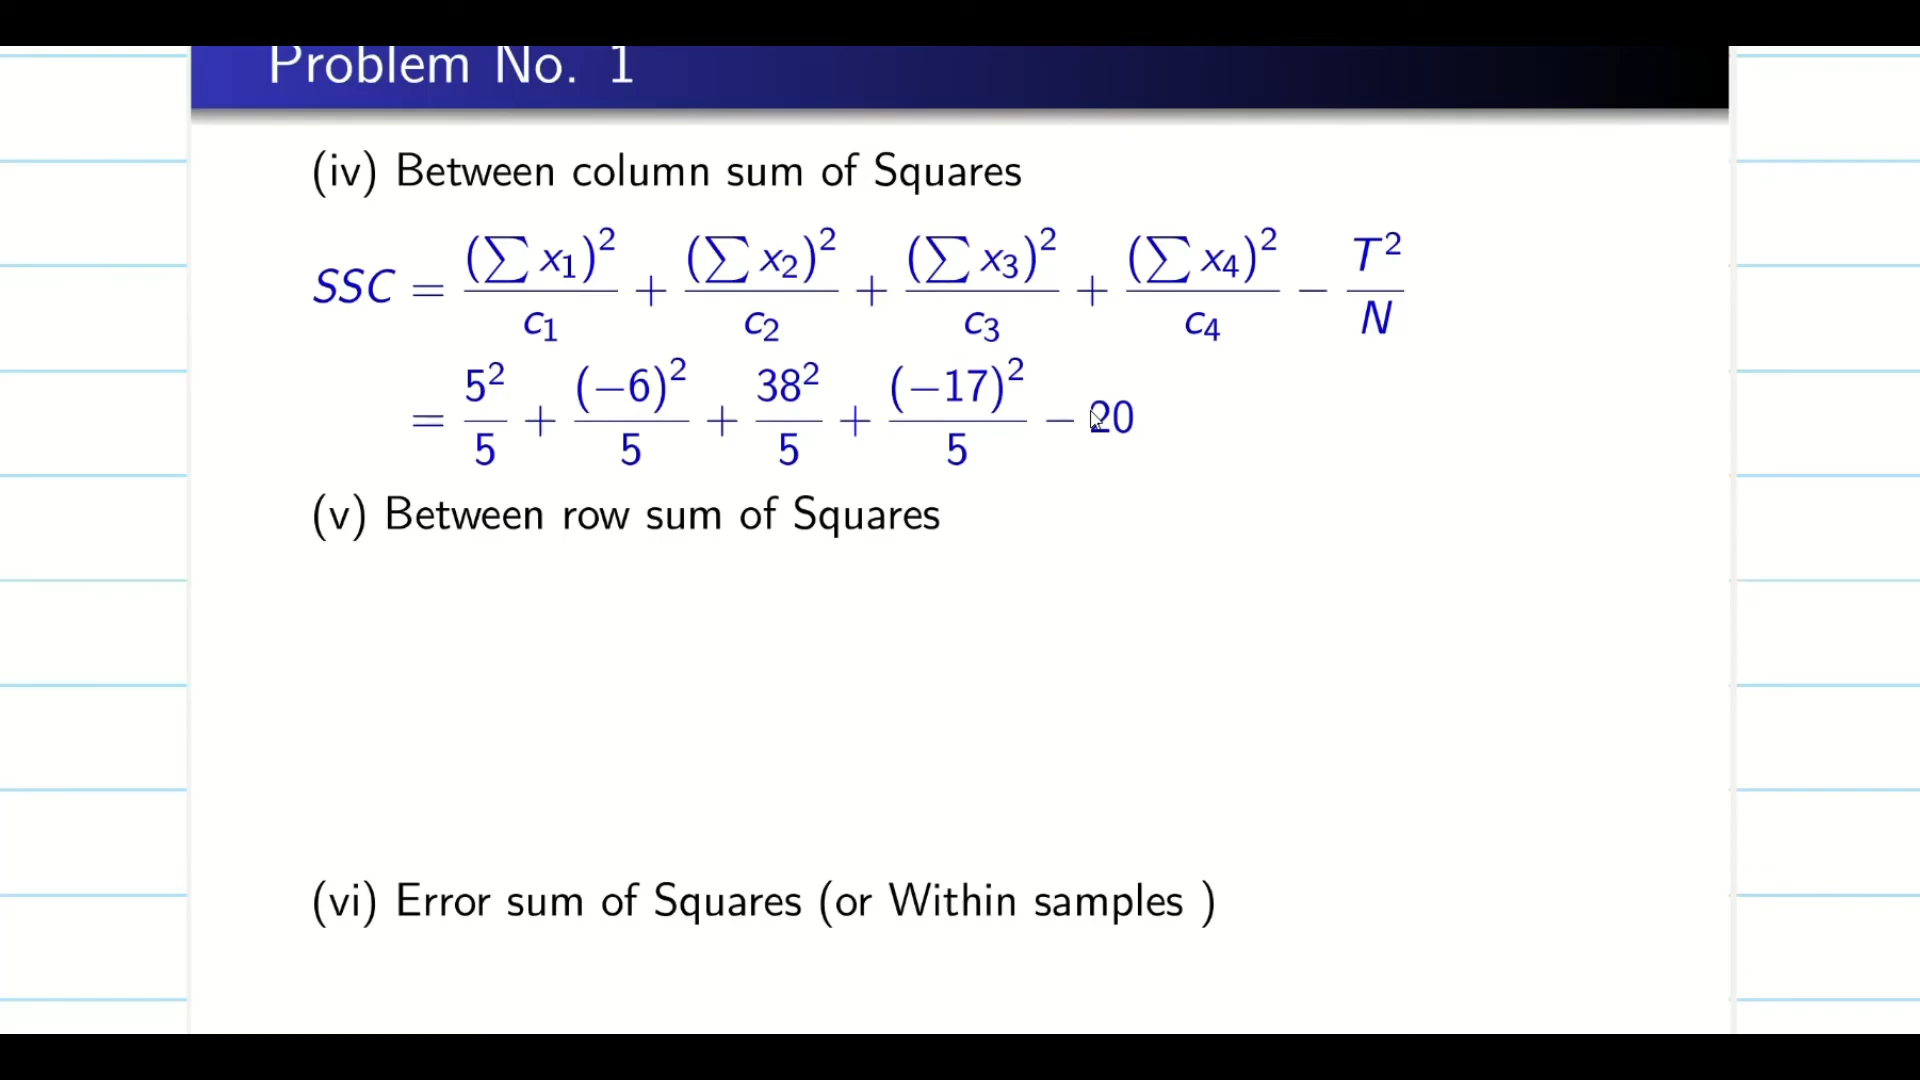 Problem No. 1
(iv) Between column sum of Squares
SSC = (∑ x₁)²/c₁ + (∑ x₂)²/c₂ + (∑ x₃)²/c₃ + (∑ x₄)²/c₄ − T²/N
= 5²/5 + (−6)²/5 + 38²/5 + (−17)²/5 − 20
(v) Between row sum of Squares
(vi) Error sum of Squares (or Within samples )